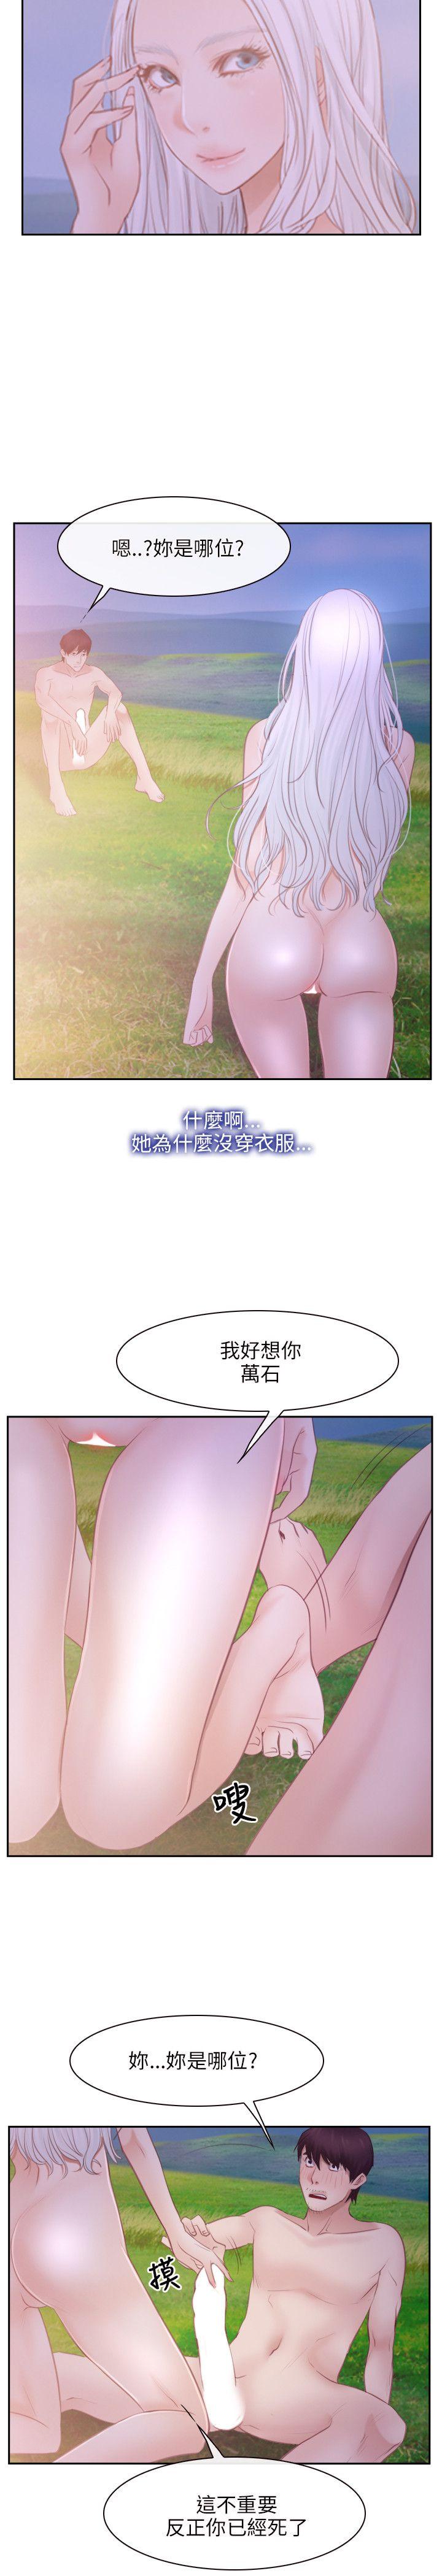 嗯..?妳是哪位?
什麼啊...
她為什麼沒穿衣服...
我好想你
萬石
嗖
妳...妳是哪位?
摸
這不重要
反正你已經死了